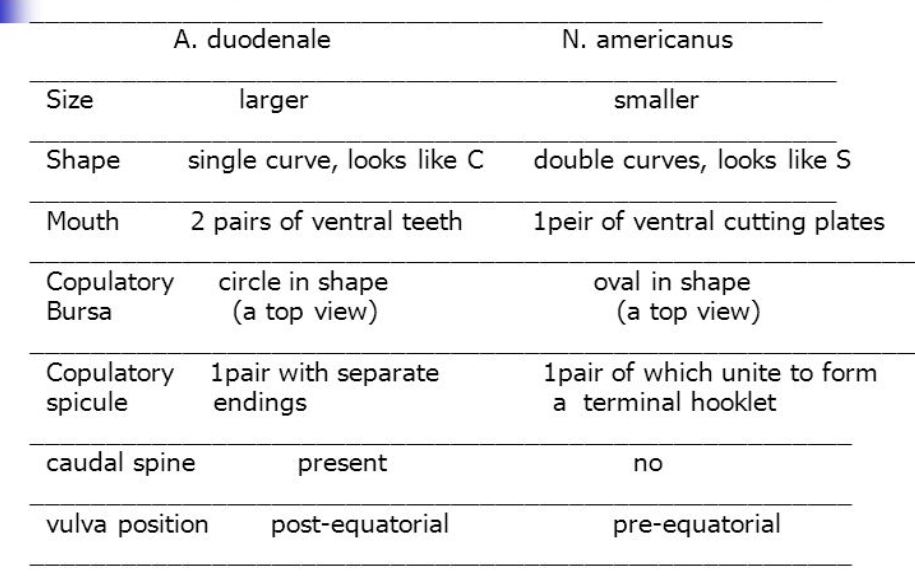 A. duodenale N. americanus
Size larger smaller
Shape single curve, looks like C double curves, looks like S
Mouth 2 pairs of ventral teeth 1peir of ventral cutting plates
Copulatory circle in shape oval in shape
Bursa (a top view) (a top view)
Copulatory 1pair with separate 1pair of which unite to form
spicule endings a terminal hooklet
caudal spine present no
vulva position post-equatorial pre-equatorial